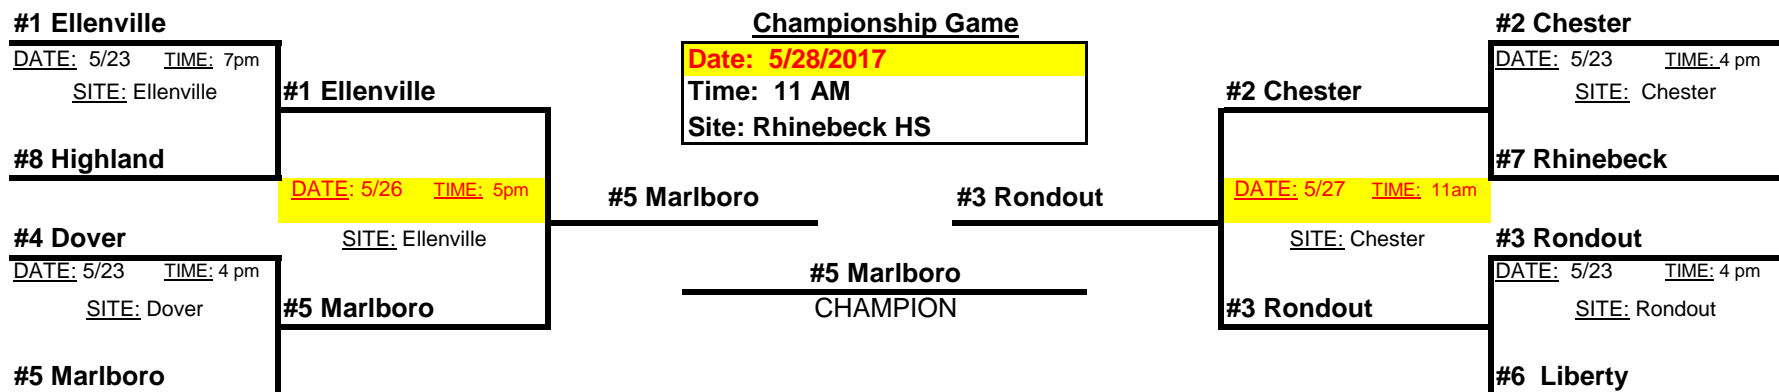 #1 Ellenville
DATE: 5/23 TIME: 7pm
SITE: Ellenville
#8 Highland
#4 Dover
DATE: 5/23 TIME: 4 pm
SITE: Dover
#5 Marlboro
#1 Ellenville
DATE: 5/26 TIME: 5pm
SITE: Ellenville
#5 Marlboro
#5 Marlboro
Championship Game
Date: 5/28/2017
Time: 11 AM
Site: Rhinebeck HS
#5 Marlboro
CHAMPION
#3 Rondout
#2 Chester
DATE: 5/27 TIME: 11am
SITE: Chester
#3 Rondout
#2 Chester
DATE: 5/23 TIME: 4 pm
SITE: Chester
#7 Rhinebeck
#3 Rondout
DATE: 5/23 TIME: 4 pm
SITE: Rondout
#6 Liberty